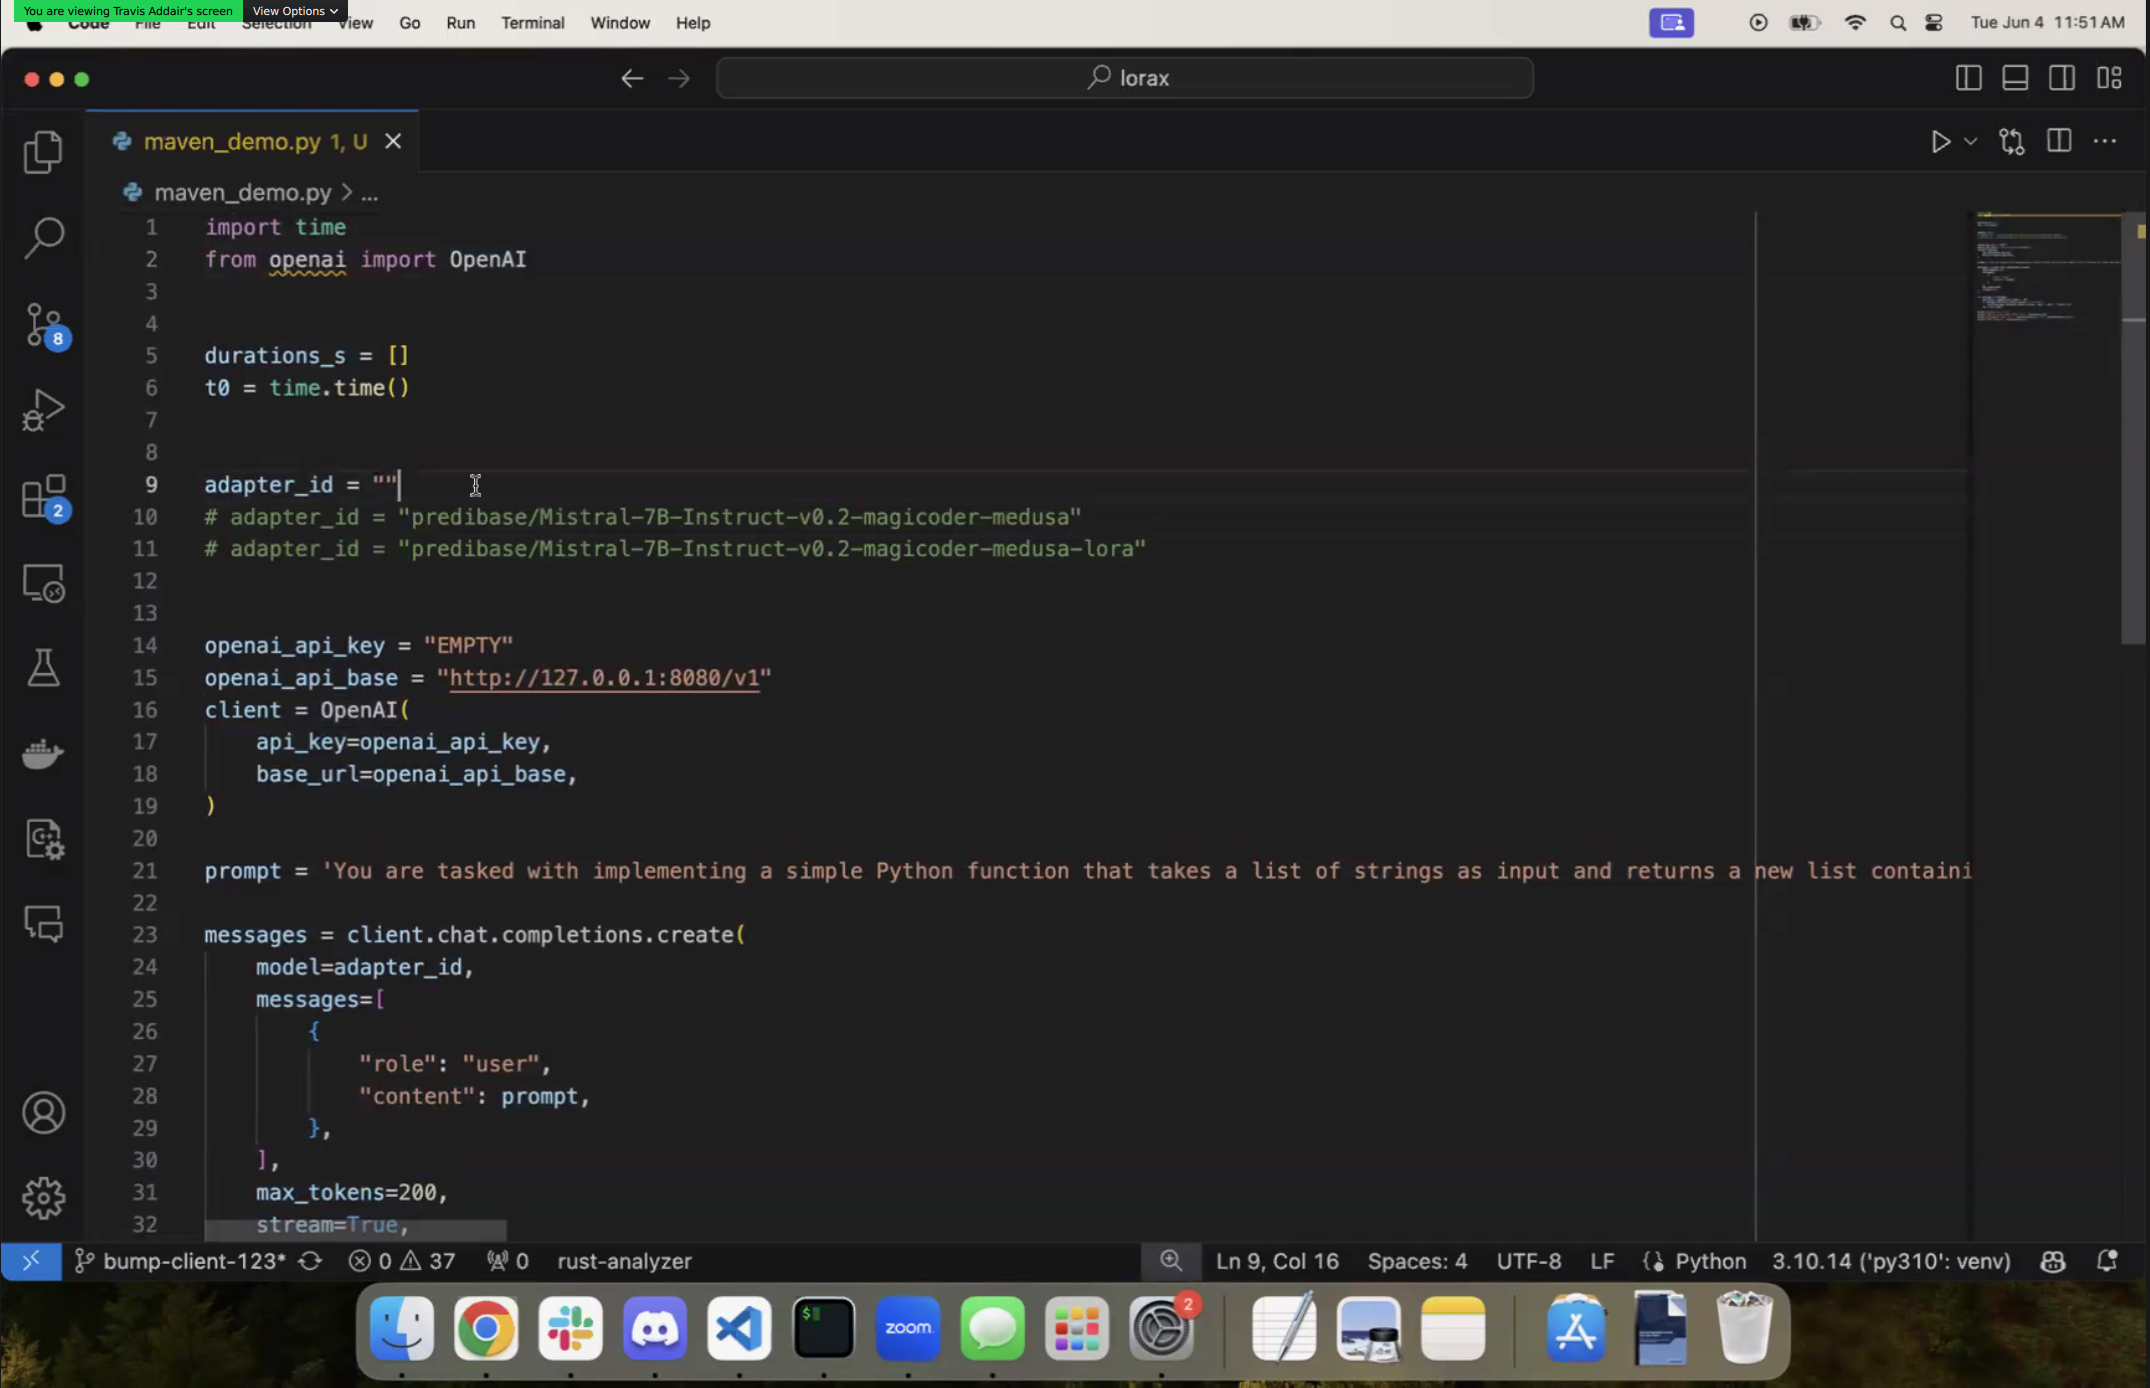 You are viewing Travis Addair's screen
View Options
Code File Edit Selection View Go Run Terminal Window Help
Tue Jun 4 11:51 AM
lorax
maven_demo.py 1, U
maven_demo.py > ...
1 import time
2 from openai import OpenAI
3
4
5 durations_s = []
6 t0 = time.time()
7
8
9 adapter_id = ""
10 # adapter_id = "predibase/Mistral-7B-Instruct-v0.2-magicoder-medusa"
11 # adapter_id = "predibase/Mistral-7B-Instruct-v0.2-magicoder-medusa-lora"
12
13
14 openai_api_key = "EMPTY"
15 openai_api_base = "http://127.0.0.1:8080/v1"
16 client = OpenAI(
17 api_key=openai_api_key,
18 base_url=openai_api_base,
19 )
20
21 prompt = 'You are tasked with implementing a simple Python function that takes a list of strings as input and returns a new list containi
22
23 messages = client.chat.completions.create(
24 model=adapter_id,
25 messages=[
26 {
27 "role": "user",
28 "content": prompt,
29 },
30 ],
31 max_tokens=200,
32 stream=True,
8
2
bump-client-123* 0 37 0 rust-analyzer Ln 9, Col 16 Spaces: 4 UTF-8 LF Python 3.10.14 ('py310': venv)
$
zoom
2